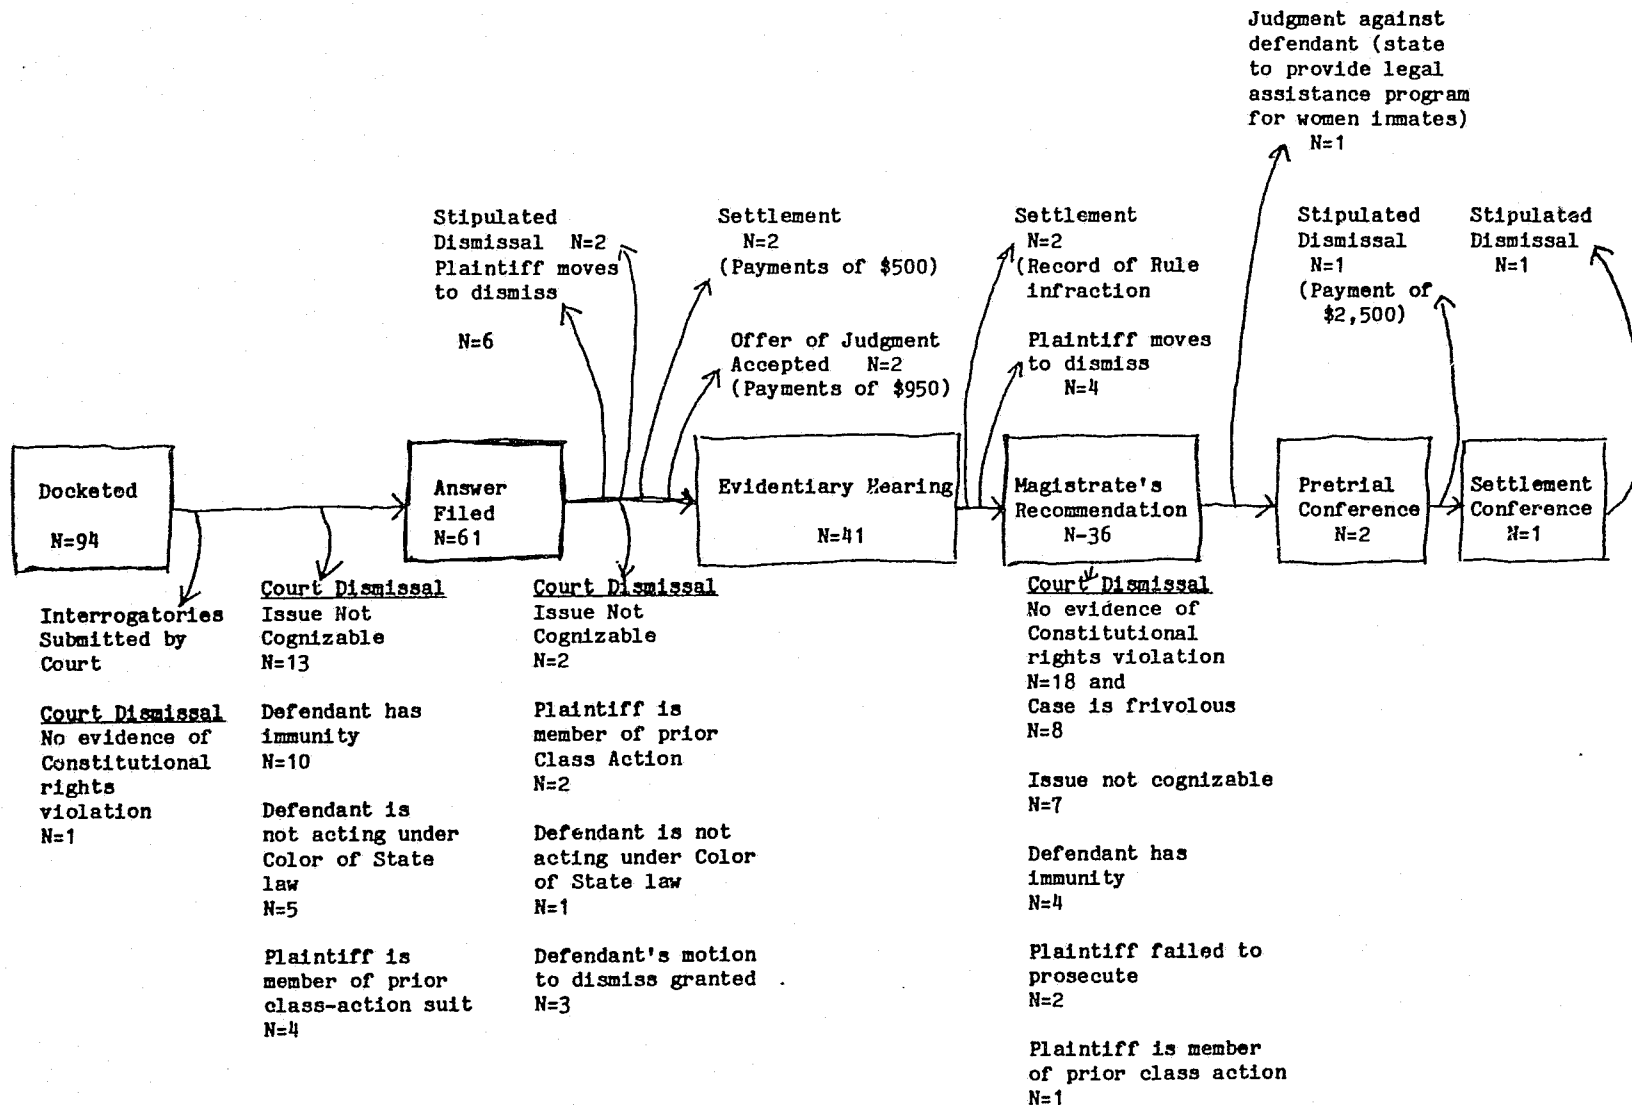 Judgment against
defendant (state
to provide legal
assistance program
for women inmates)
N=1
Stipulated
Dismissal N=2
Plaintiff moves
to dismiss
N=6
Settlement
N=2
(Payments of $500)
Offer of Judgment
Accepted N=2
(Payments of $950)
Settlement
N=2
(Record of Rule
infraction
Plaintiff moves
to dismiss
N=4
Stipulated
Dismissal
N=1
(Payment of
$2,500)
Stipulated
Dismissal
N=1
Docketed
N=94
Answer
Filed
N=61
Evidentiary Hearing
N=41
Magistrate's
Recommendation
N-36
Pretrial
Conference
N=2
Settlement
Conference
N=1
Interrogatories
Submitted by
Court
Court Dismissal
No evidence of
Constitutional
rights
violation
N=1
Court Dismissal
Issue Not
Cognizable
N=13
Defendant has
immunity
N=10
Defendant is
not acting under
Color of State
law
N=5
Plaintiff is
member of prior
class-action suit
N=4
Court Dismissal
Issue Not
Cognizable
N=2
Plaintiff is
member of prior
Class Action
N=2
Defendant is not
acting under Color
of State law
N=1
Defendant's motion
to dismiss granted
N=3
Court Dismissal
No evidence of
Constitutional
rights violation
N=18 and
Case is frivolous
N=8
Issue not cognizable
N=7
Defendant has
immunity
N=4
Plaintiff failed to
prosecute
N=2
Plaintiff is member
of prior class action
N=1